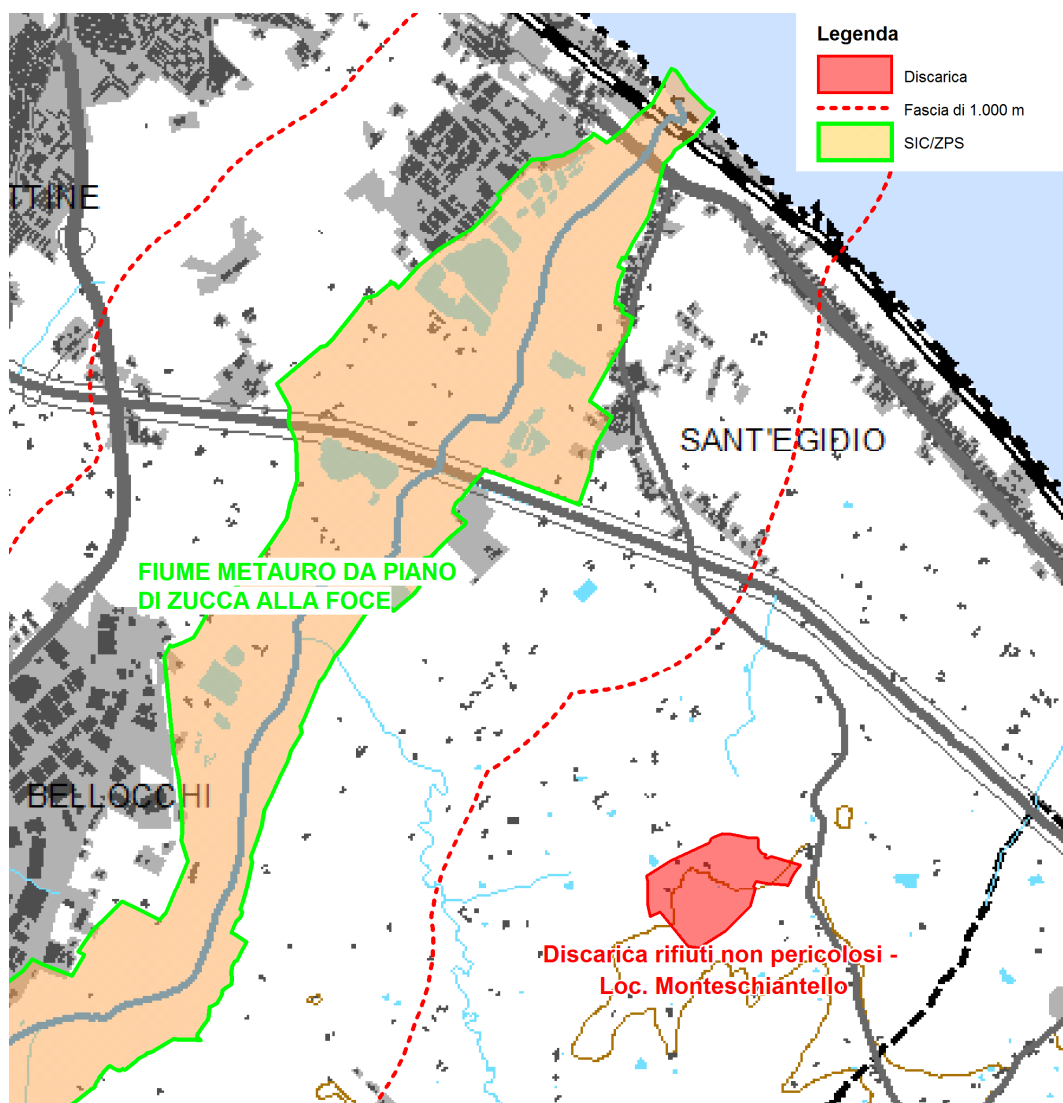 Legenda
Discarica
Fascia di 1.000 m
SIC/ZPS
TTINE
SANT'EGIDIO
FIUME METAURO DA PIANO
DI ZUCCA ALLA FOCE
BELLOCCHI
Discarica rifiuti non pericolosi -
Loc. Monteschiantello